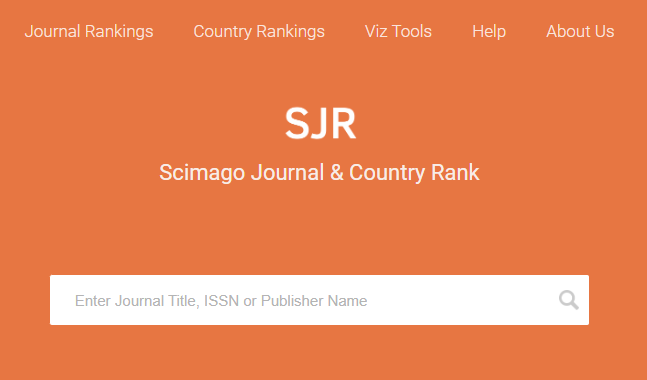 Journal Rankings Country Rankings Viz Tools Help About Us
SJR
Scimago Journal & Country Rank
Enter Journal Title, ISSN or Publisher Name